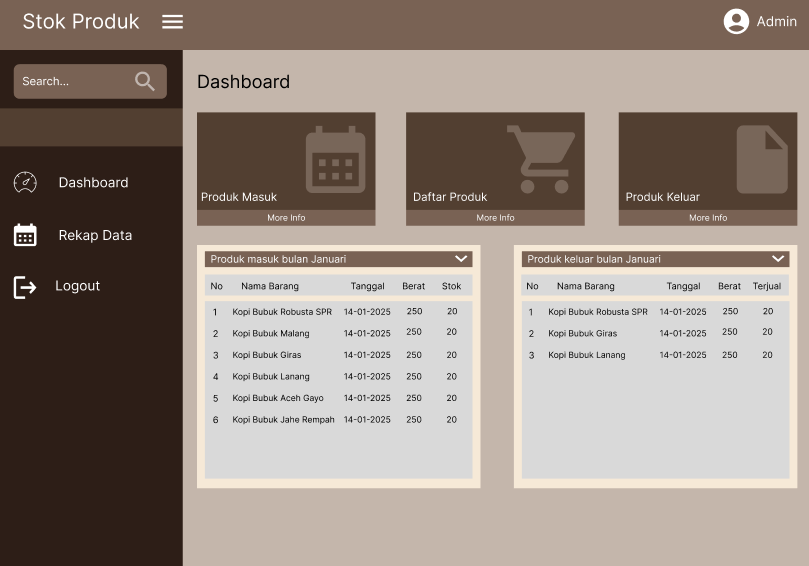 Stok Produk
Admin
Search...
Dashboard
Rekap Data
Logout
Dashboard
Produk Masuk
More Info
Daftar Produk
More Info
Produk Keluar
More Info
Produk masuk bulan Januari
No Nama Barang Tanggal Berat Stok
1 Kopi Bubuk Robusta SPR 14-01-2025 250 20
2 Kopi Bubuk Malang 14-01-2025 250 20
3 Kopi Bubuk Giras 14-01-2025 250 20
4 Kopi Bubuk Lanang 14-01-2025 250 20
5 Kopi Bubuk Aceh Gayo 14-01-2025 250 20
6 Kopi Bubuk Jahe Rempah 14-01-2025 250 20
Produk keluar bulan Januari
No Nama Barang Tanggal Berat Terjual
1 Kopi Bubuk Robusta SPR 14-01-2025 250 20
2 Kopi Bubuk Giras 14-01-2025 250 20
3 Kopi Bubuk Lanang 14-01-2025 250 20